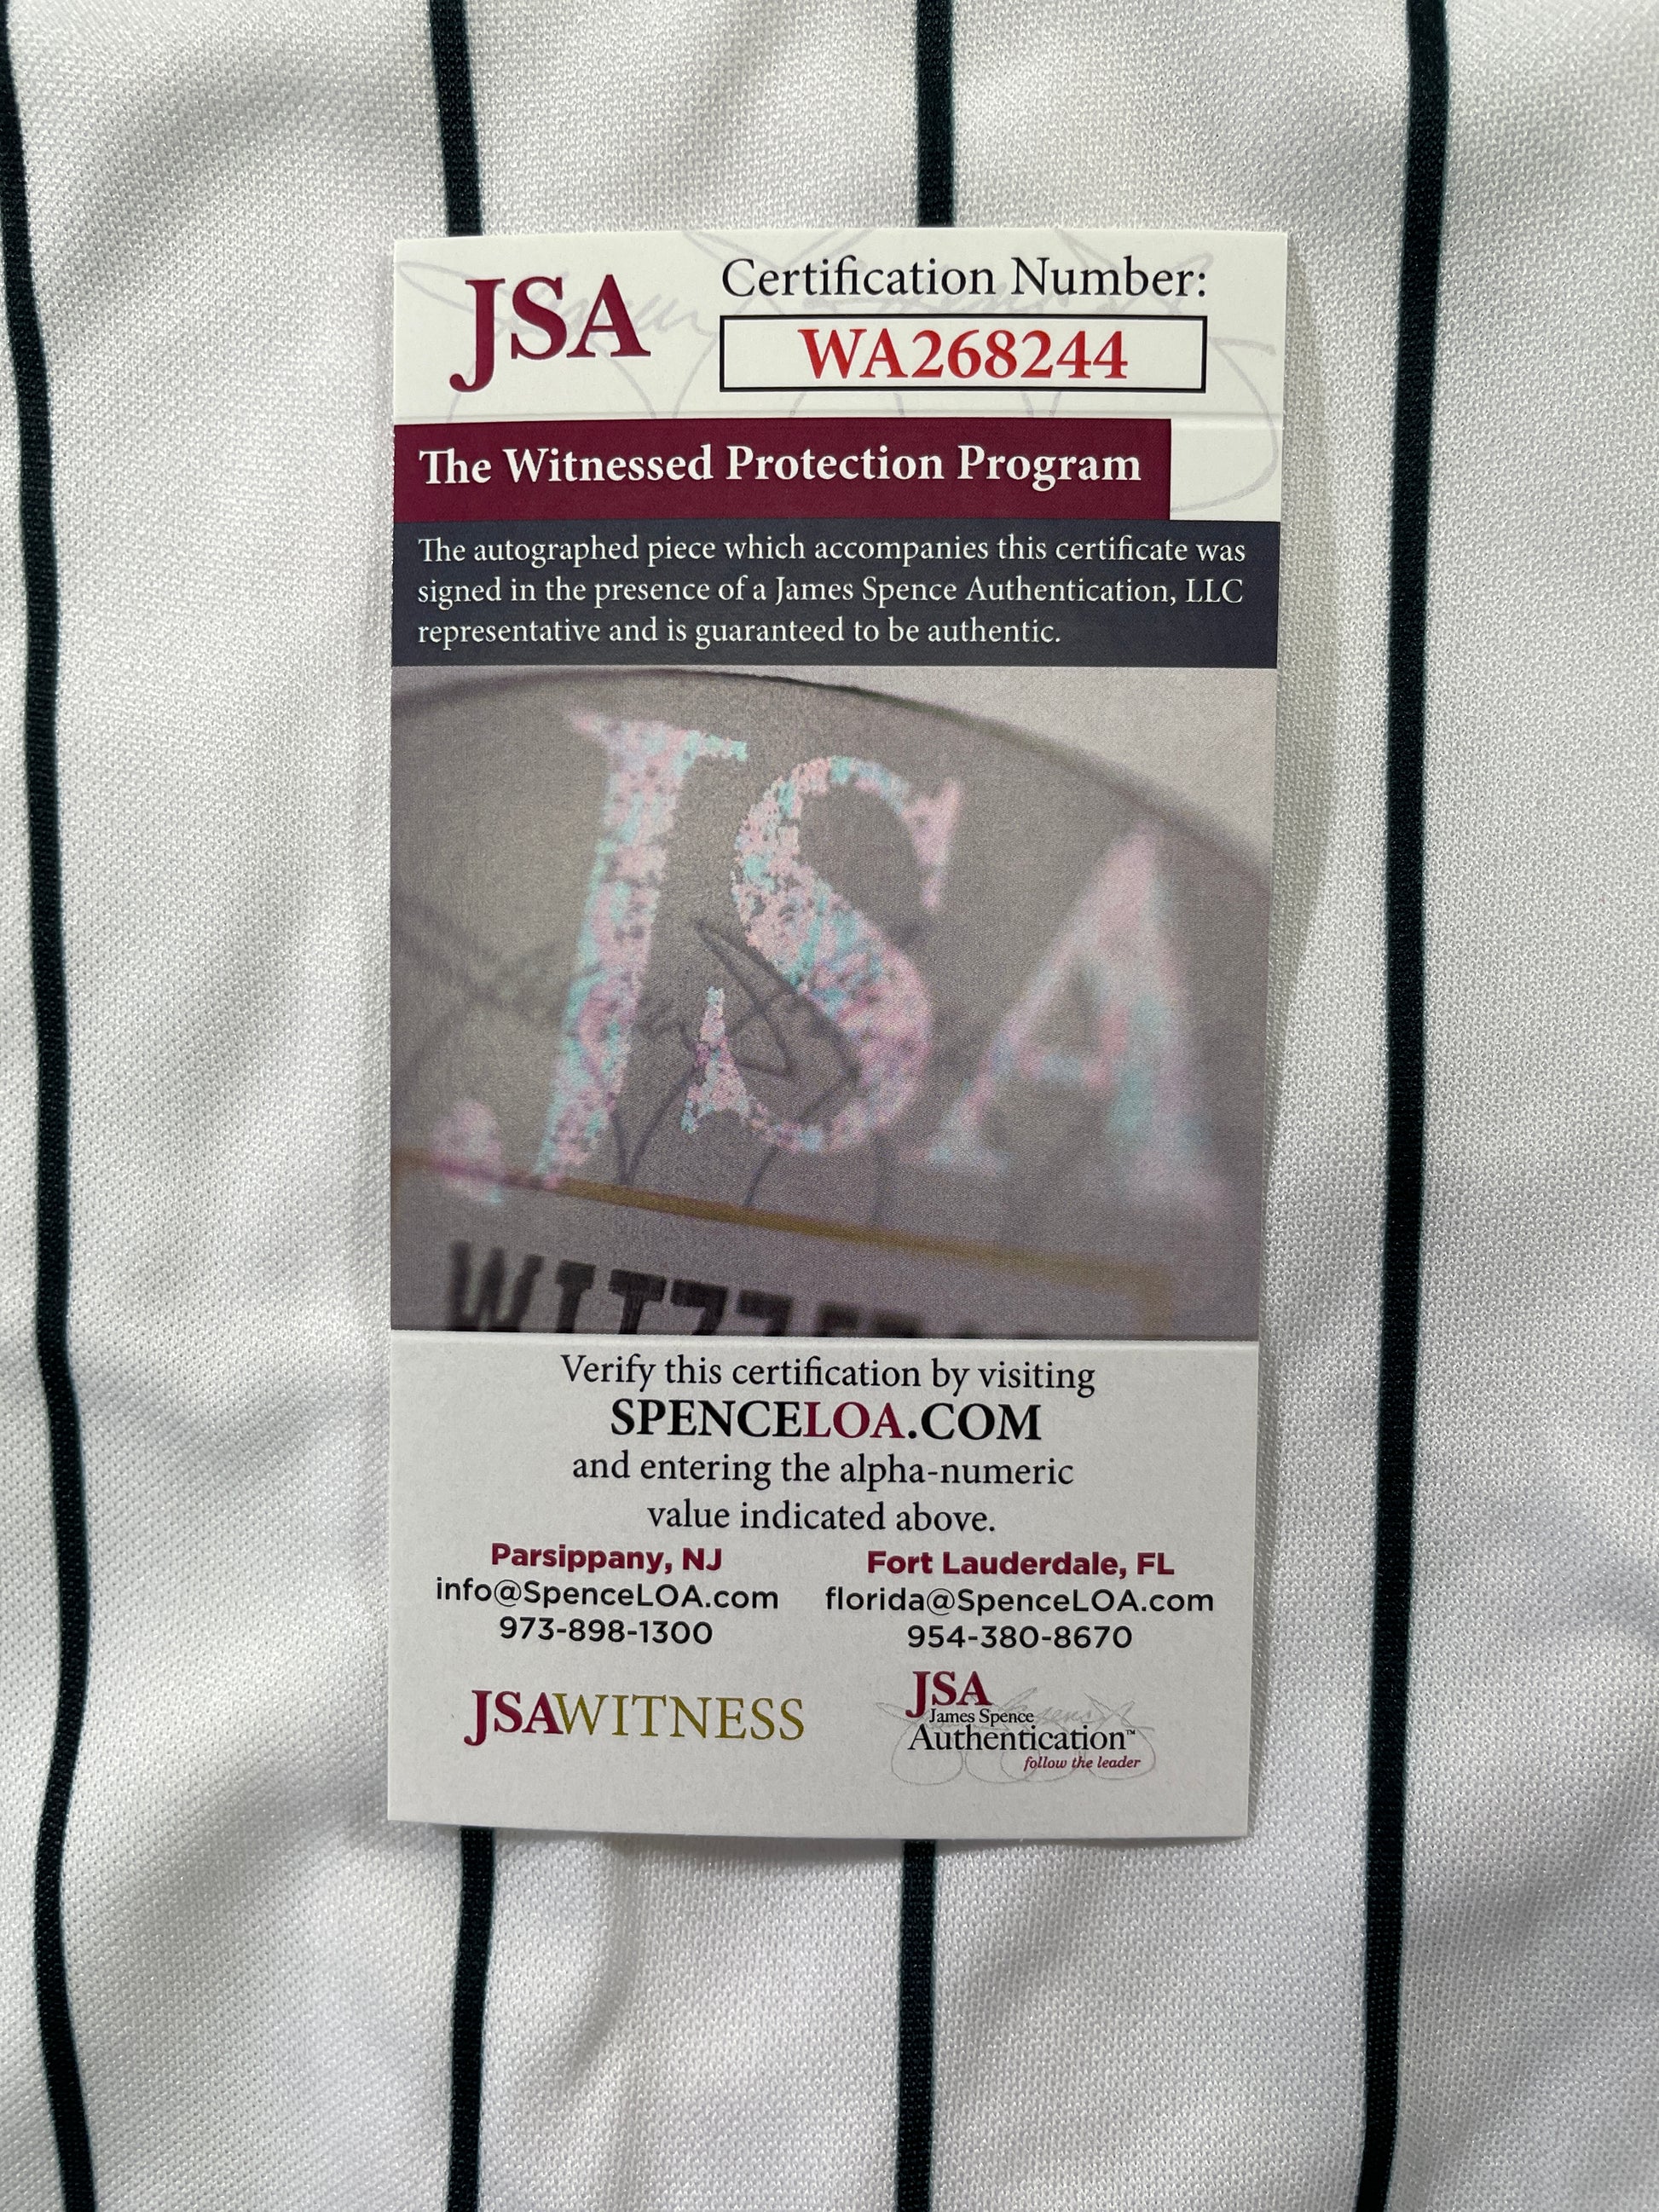 JSA
Certification Number:
WA268244
The Witnessed Protection Program
The autographed piece which accompanies this certificate was
signed in the presence of a James Spence Authentication, LLC
representative and is guaranteed to be authentic.
JSA
Verify this certification by visiting
SPENCELOA.COM
and entering the alpha-numeric
value indicated above.
Parsippany, NJ
info@SpenceLOA.com
973-898-1300
Fort Lauderdale, FL
florida@SpenceLOA.com
954-380-8670
JSAWITNESS
JSA
James Spence
Authentication™
follow the leader